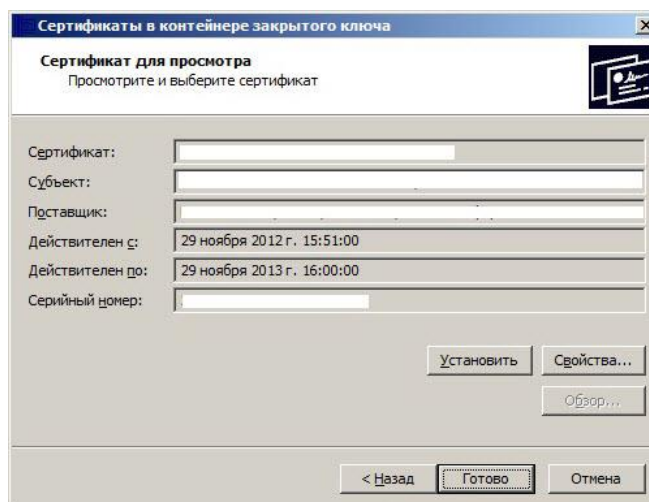 Сертификаты в контейнере закрытого ключа
Сертификат для просмотра
Просмотрите и выберите сертификат
Сертификат:
Субъект:
Поставщик:
Действителен с: 29 ноября 2012 г. 15:51:00
Действителен по: 29 ноября 2013 г. 16:00:00
Серийный номер:
Установить Свойства...
Обзор...
< Назад Готово Отмена